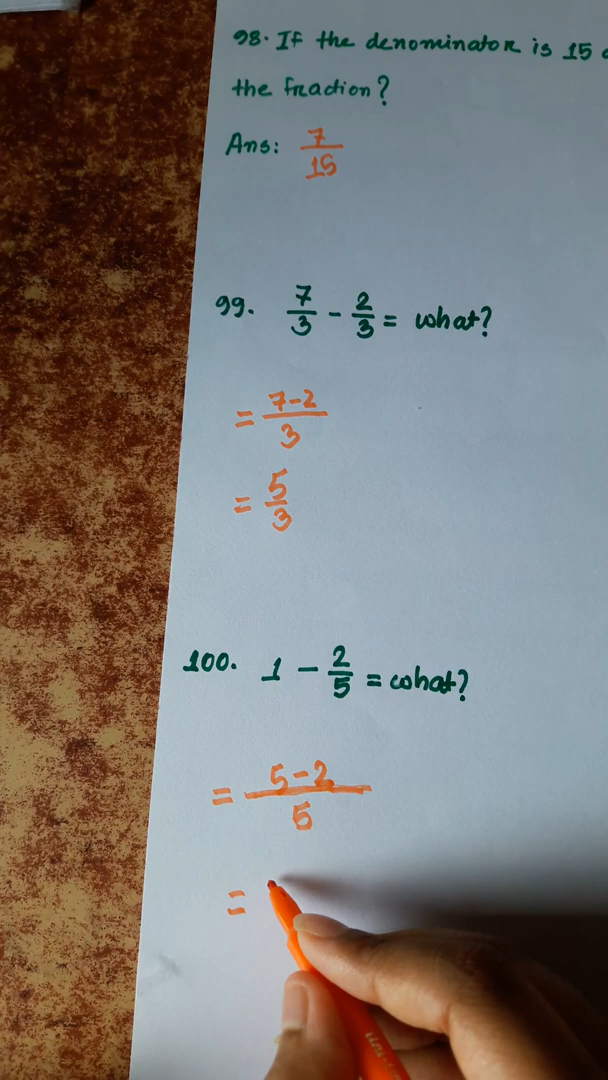 98. If the denominator is 15
the fraction?
Ans: 7/15
99. 7/3 - 2/3 = what?
= 7-2/3
= 5/3
100. 1 - 2/5 = what?
= 5-2/5
=